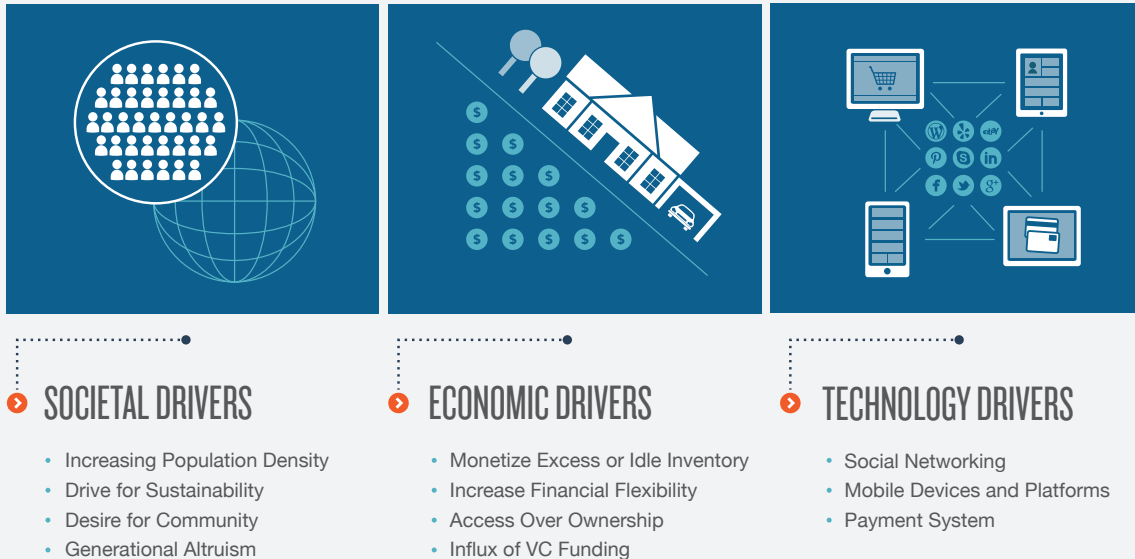 SOCIETAL DRIVERS
Increasing Population Density
Drive for Sustainability
Desire for Community
Generational Altruism
$
$ $
$ $ $
$ $ $ $
$ $ $ $ $
ECONOMIC DRIVERS
Monetize Excess or Idle Inventory
Increase Financial Flexibility
Access Over Ownership
Influx of VC Funding
ebay
in
f g+
TECHNOLOGY DRIVERS
Social Networking
Mobile Devices and Platforms
Payment System